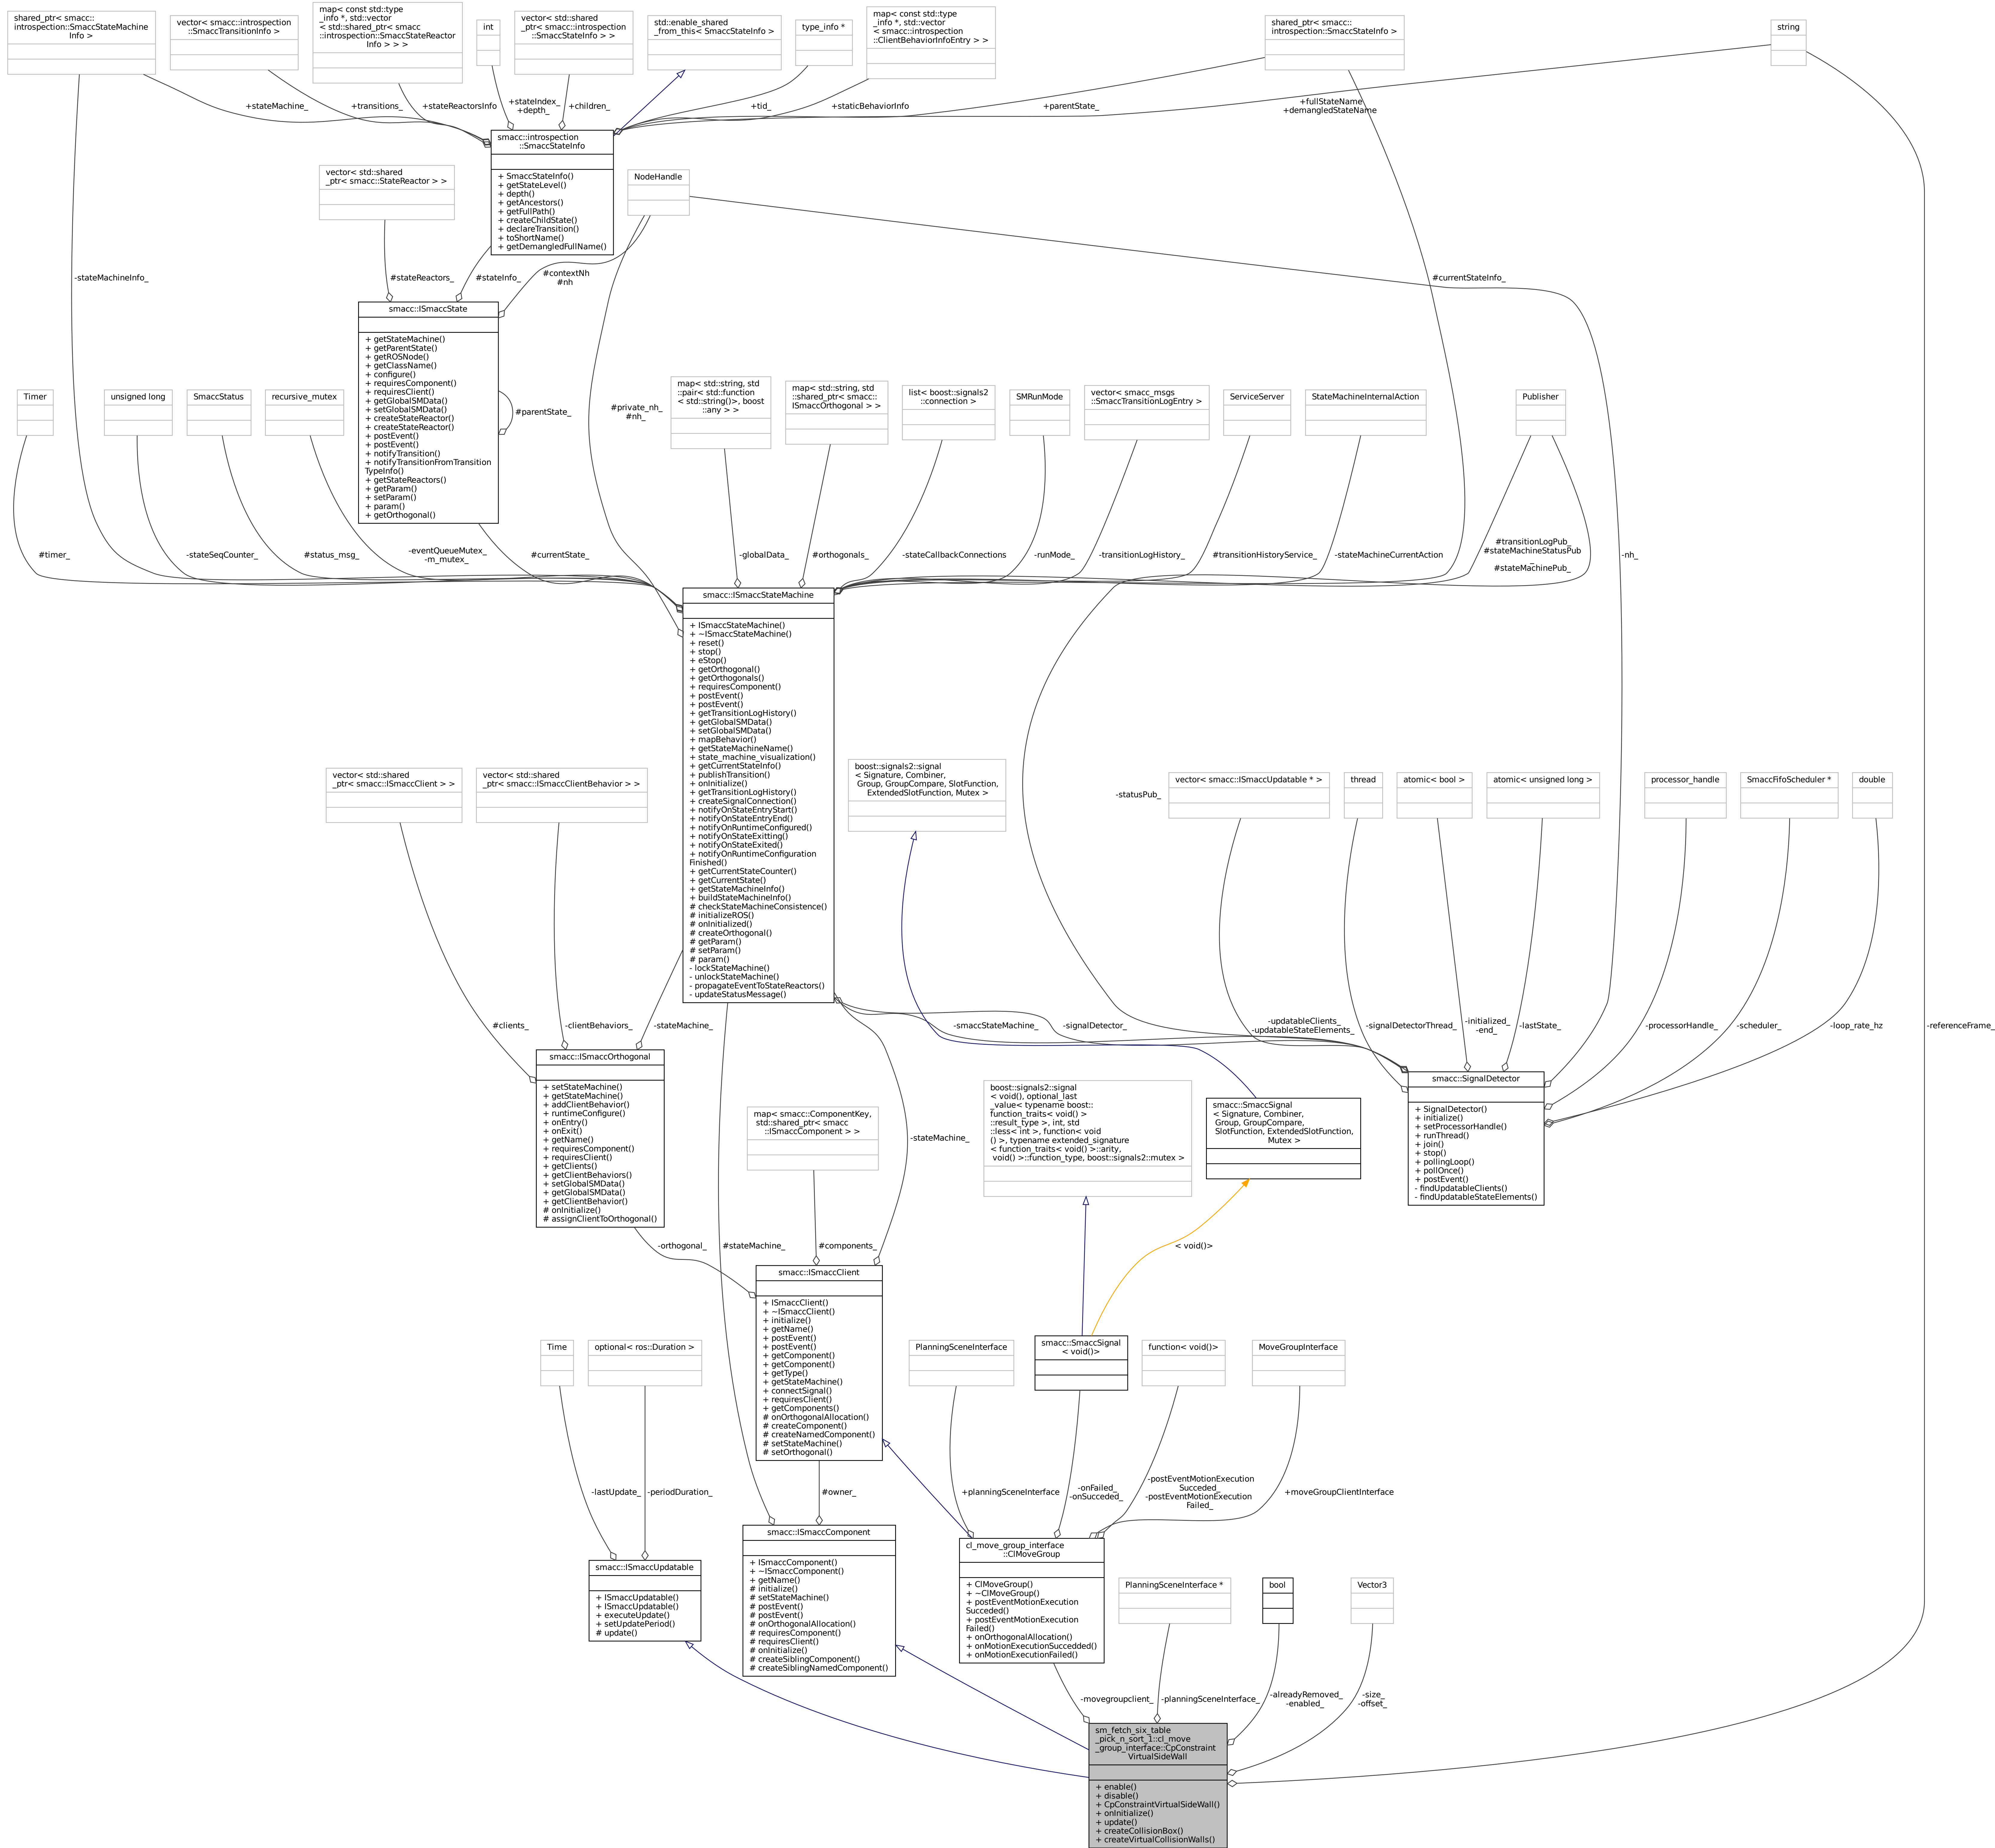 shared_ptr< smacc::
introspection::SmaccStateMachine
Info >
vector< smacc::introspection
::SmaccTransitionInfo >
map< const std::type
_info *, std::vector
< std::shared_ptr< smacc
::introspection::SmaccStateReactor
Info > > >
int
vector< std::shared
_ptr< smacc::introspection
::SmaccStateInfo > >
std::enable_shared
_from_this< SmaccStateInfo >
type_info *
map< const std::type
_info *, std::vector
< smacc::introspection
::ClientBehaviorInfoEntry > >
shared_ptr< smacc::
introspection::SmaccStateInfo >
string
+stateMachine_
+transitions_
+stateReactorsInfo
+stateIndex_
+depth_
+children_
+tid_
+staticBehaviorInfo
+parentState_
+fullStateName
+demangledStateName
smacc::introspection
::SmaccStateInfo
+ SmaccStateInfo()
+ getStateLevel()
+ depth()
+ getAncestors()
+ getFullPath()
+ createChildState()
+ declareTransition()
+ toShortName()
+ getDemangledFullName()
vector< std::shared
_ptr< smacc::StateReactor > >
NodeHandle
-stateMachineInfo_
#stateReactors_
#stateInfo_
#contextNh
#nh
#currentStateInfo_
smacc::ISmaccState
+ getStateMachine()
+ getParentState()
+ getROSNode()
+ getClassName()
+ configure()
+ requiresComponent()
+ requiresClient()
+ getGlobalSMData()
+ setGlobalSMData()
+ createStateReactor()
+ createStateReactor()
+ postEvent()
+ postEvent()
+ notifyTransition()
+ notifyTransitionFromTransition
TypeInfo()
+ getStateReactors()
+ getParam()
+ setParam()
+ param()
+ getOrthogonal()
#parentState_
#private_nh_
#nh_
Timer
unsigned long
SmaccStatus
recursive_mutex
map< std::string, std
::pair< std::function
< std::string()>, boost
::any > >
map< std::string, std
::shared_ptr< smacc::
ISmaccOrthogonal > >
list< boost::signals2
::connection >
SMRunMode
vector< smacc_msgs
::SmaccTransitionLogEntry >
ServiceServer
StateMachineInternalAction
Publisher
#timer_
-stateSeqCounter_
#status_msg_
-eventQueueMutex_
-m_mutex_
#currentState_
-globalData_
#orthogonals_
-stateCallbackConnections
-runMode_
-transitionLogHistory_
#transitionHistoryService_
-stateMachineCurrentAction
#transitionLogPub_
#stateMachineStatusPub
_
#stateMachinePub_
-nh_
smacc::ISmaccStateMachine
+ ISmaccStateMachine()
+ ~ISmaccStateMachine()
+ reset()
+ stop()
+ eStop()
+ getOrthogonal()
+ getOrthogonals()
+ requiresComponent()
+ postEvent()
+ postEvent()
+ getTransitionLogHistory()
+ getGlobalSMData()
+ setGlobalSMData()
+ mapBehavior()
+ getStateMachineName()
+ state_machine_visualization()
+ getCurrentStateInfo()
+ publishTransition()
+ onInitialize()
+ getTransitionLogHistory()
+ createSignalConnection()
+ notifyOnStateEntryStart()
+ notifyOnStateEntryEnd()
+ notifyOnRuntimeConfigured()
+ notifyOnStateExitting()
+ notifyOnStateExited()
+ notifyOnRuntimeConfiguration
Finished()
+ getCurrentStateCounter()
+ getCurrentState()
+ getStateMachineInfo()
+ buildStateMachineInfo()
# checkStateMachineConsistence()
# initializeROS()
# onInitialized()
# createOrthogonal()
# getParam()
# setParam()
# param()
- lockStateMachine()
- unlockStateMachine()
- propagateEventToStateReactors()
- updateStatusMessage()
vector< std::shared
_ptr< smacc::ISmaccClient > >
vector< std::shared
_ptr< smacc::ISmaccClientBehavior > >
boost::signals2::signal
< Signature, Combiner,
Group, GroupCompare, SlotFunction,
ExtendedSlotFunction, Mutex >
-statusPub_
vector< smacc::ISmaccUpdatable * >
thread
atomic< bool >
atomic< unsigned long >
processor_handle
SmaccFifoScheduler *
double
#clients_
-clientBehaviors_
-stateMachine_
-smaccStateMachine_
-signalDetector_
-updatableClients_
-updatableStateElements_
-signalDetectorThread_
-initialized_
-end_
-lastState_
-processorHandle_
-scheduler_
-loop_rate_hz
-referenceFrame_
smacc::ISmaccOrthogonal
+ setStateMachine()
+ getStateMachine()
+ addClientBehavior()
+ runtimeConfigure()
+ onEntry()
+ onExit()
+ getName()
+ requiresComponent()
+ requiresClient()
+ getClients()
+ getClientBehaviors()
+ setGlobalSMData()
+ getGlobalSMData()
+ getClientBehavior()
# onInitialize()
# assignClientToOrthogonal()
map< smacc::ComponentKey,
std::shared_ptr< smacc
::ISmaccComponent > >
-stateMachine_
boost::signals2::signal
< void(), optional_last
_value< typename boost::
function_traits< void() >
::result_type >, int, std
::less< int >, function< void
() >, typename extended_signature
< function_traits< void() >::arity,
void() >::function_type, boost::signals2::mutex >
smacc::SmaccSignal
< Signature, Combiner,
Group, GroupCompare,
SlotFunction, ExtendedSlotFunction,
Mutex >
smacc::SignalDetector
+ SignalDetector()
+ initialize()
+ setProcessorHandle()
+ runThread()
+ join()
+ stop()
+ pollingLoop()
+ pollOnce()
+ postEvent()
- findUpdatableClients()
- findUpdatableStateElements()
-orthogonal_
#stateMachine_
#components_
< void()>
smacc::ISmaccClient
+ ISmaccClient()
+ ~ISmaccClient()
+ initialize()
+ getName()
+ postEvent()
+ postEvent()
+ getComponent()
+ getComponent()
+ getType()
+ getStateMachine()
+ connectSignal()
+ requiresClient()
+ getComponents()
# onOrthogonalAllocation()
# createComponent()
# createNamedComponent()
# setStateMachine()
# setOrthogonal()
Time
optional< ros::Duration >
PlanningSceneInterface
smacc::SmaccSignal
< void()>
function< void()>
MoveGroupInterface
-lastUpdate_
-periodDuration_
#owner_
+planningSceneInterface
-onFailed_
-onSucceded_
-postEventMotionExecution
Succeded_
-postEventMotionExecution
Failed_
+moveGroupClientInterface
smacc::ISmaccUpdatable
+ ISmaccUpdatable()
+ ISmaccUpdatable()
+ executeUpdate()
+ setUpdatePeriod()
# update()
smacc::ISmaccComponent
+ ISmaccComponent()
+ ~ISmaccComponent()
+ getName()
# initialize()
# setStateMachine()
# postEvent()
# postEvent()
# onOrthogonalAllocation()
# requiresComponent()
# requiresClient()
# onInitialize()
# createSiblingComponent()
# createSiblingNamedComponent()
cl_move_group_interface
::ClMoveGroup
+ ClMoveGroup()
+ ~ClMoveGroup()
+ postEventMotionExecution
Succeded()
+ postEventMotionExecution
Failed()
+ onOrthogonalAllocation()
+ onMotionExecutionSuccedded()
+ onMotionExecutionFailed()
PlanningSceneInterface *
bool
Vector3
-movegroupclient_
-planningSceneInterface_
-alreadyRemoved_
-enabled_
-size_
-offset_
sm_fetch_six_table
_pick_n_sort_1::cl_move
_group_interface::CpConstraint
VirtualSideWall
+ enable()
+ disable()
+ CpConstraintVirtualSideWall()
+ onInitialize()
+ update()
+ createCollisionBox()
+ createVirtualCollisionWalls()